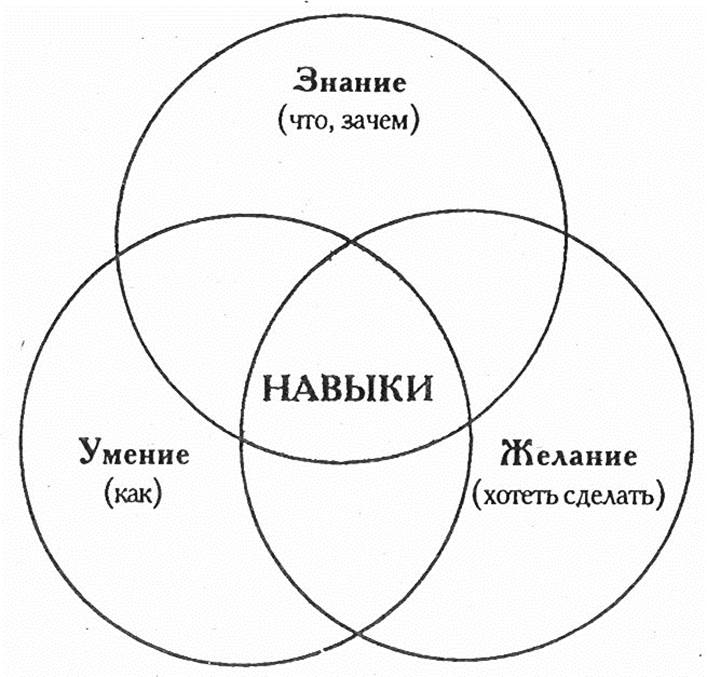 Знание
(что, зачем)
НАВЫКИ
Умение
(как)
Желание
(хотеть сделать)